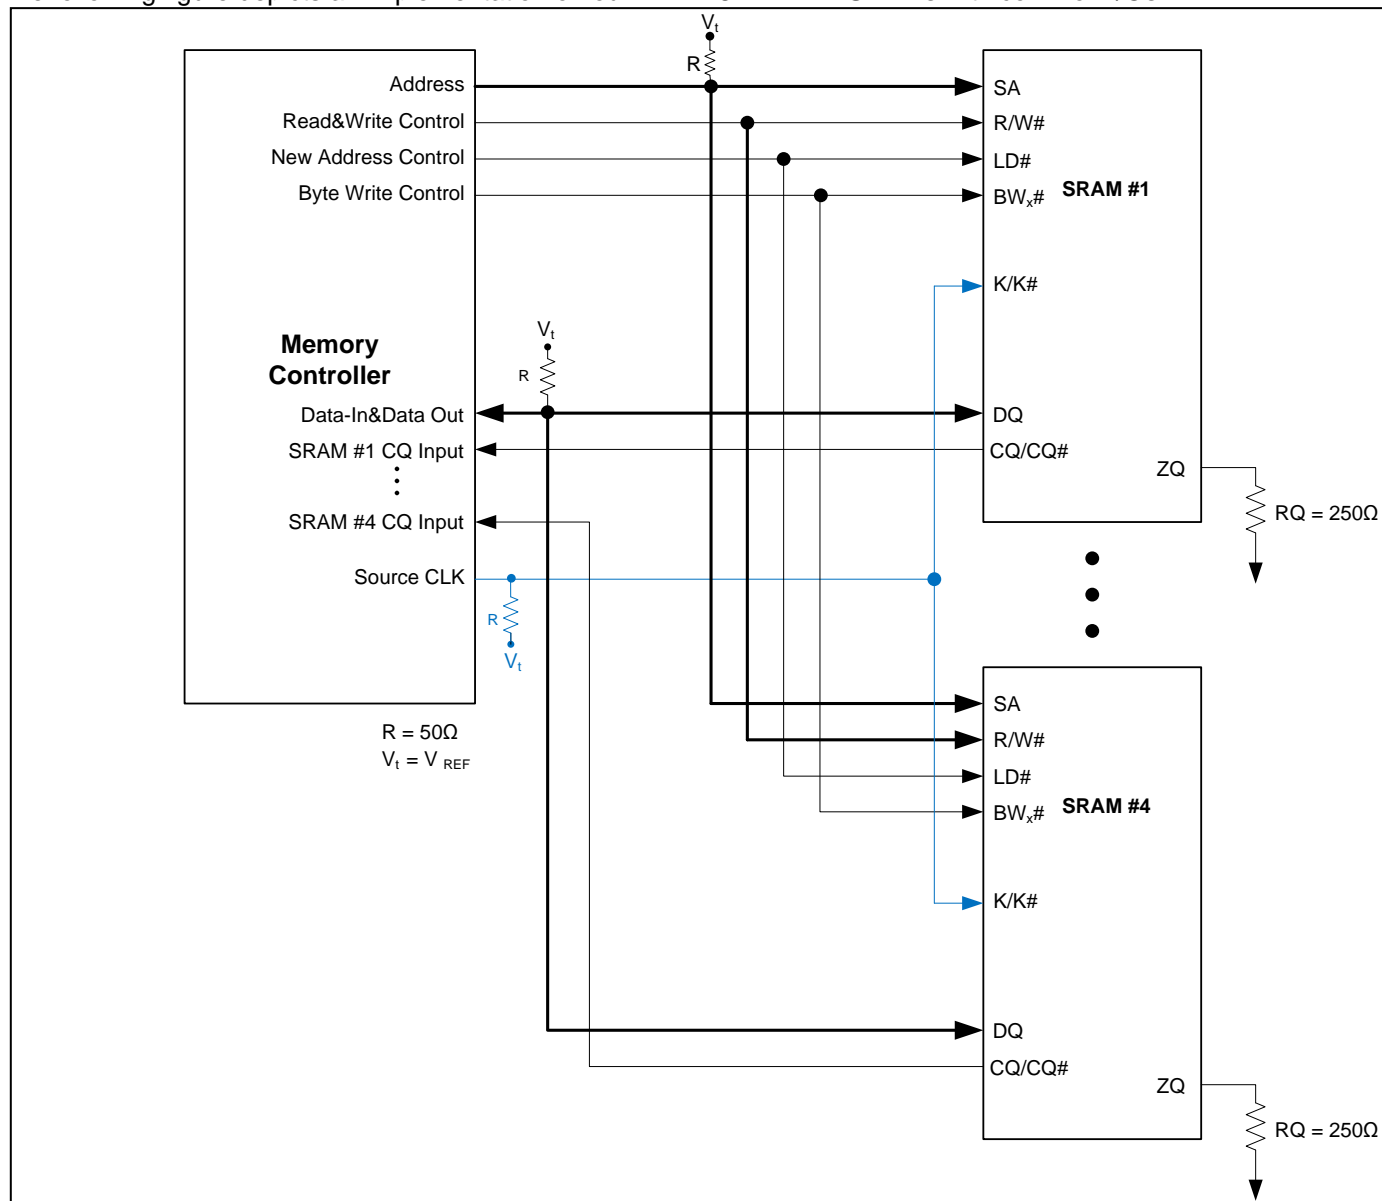 Vt
R
Address
SA
Read&Write Control
R/W#
New Address Control
LD#
Byte Write Control
BWx#
SRAM #1
K/K#
Memory
Controller
Vt
R
Data-In&Data Out
DQ
SRAM #1 CQ Input
CQ/CQ#
ZQ
RQ = 250Ω
SRAM #4 CQ Input
Source CLK
R
Vt
R = 50Ω
Vt = V REF
SA
R/W#
LD#
BWx#
SRAM #4
K/K#
DQ
CQ/CQ#
ZQ
RQ = 250Ω